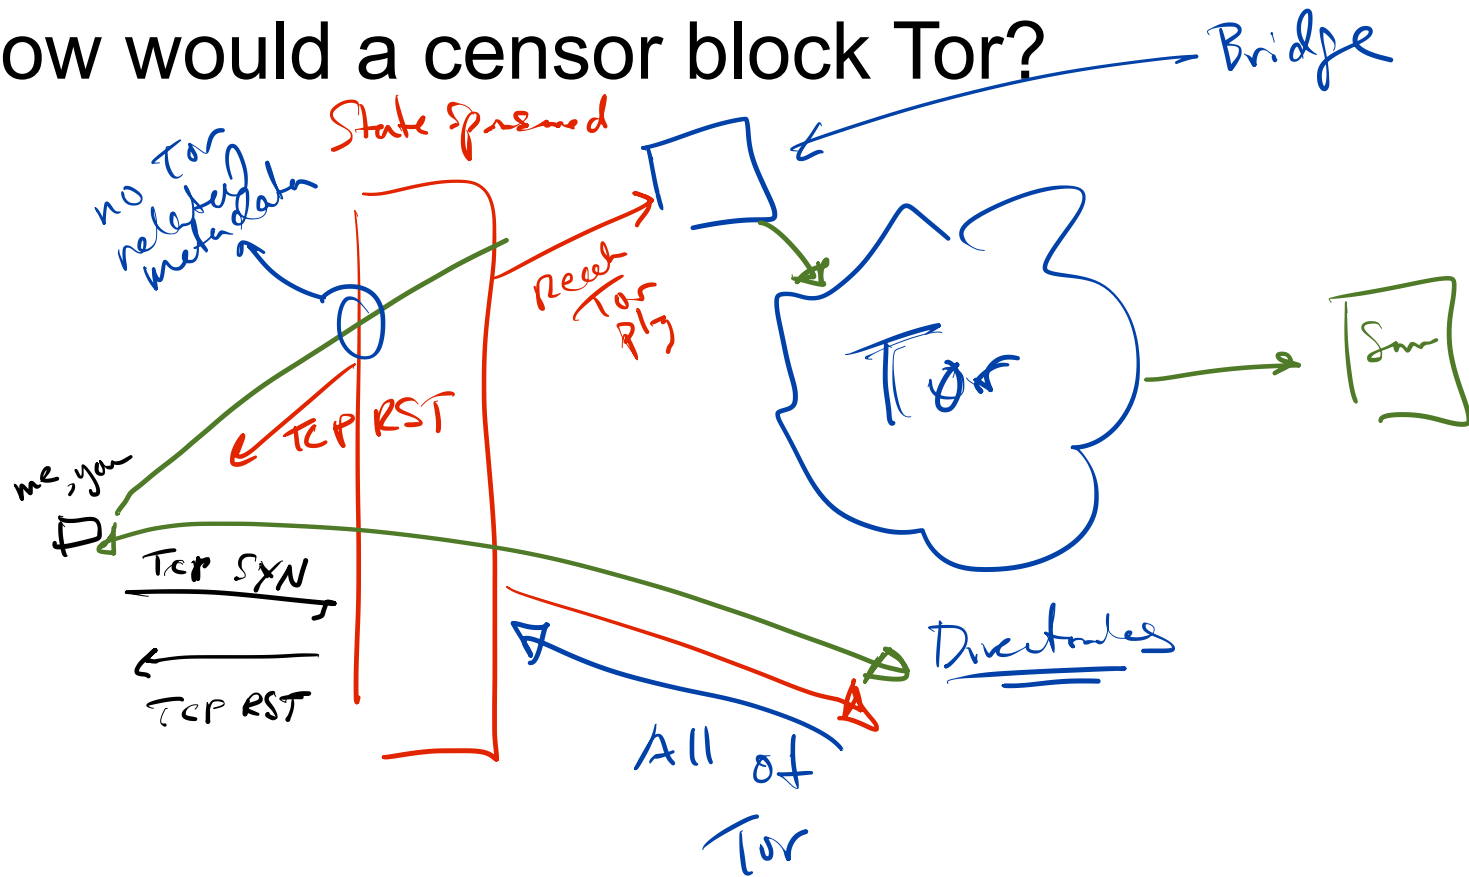 ow would a censor block Tor?
Bridge
State Sponsored
no Tor
related
metadata
Tor
TCP RST
Tor
me, you
TCP SYN
TCP RST
Directories
All of
Tor